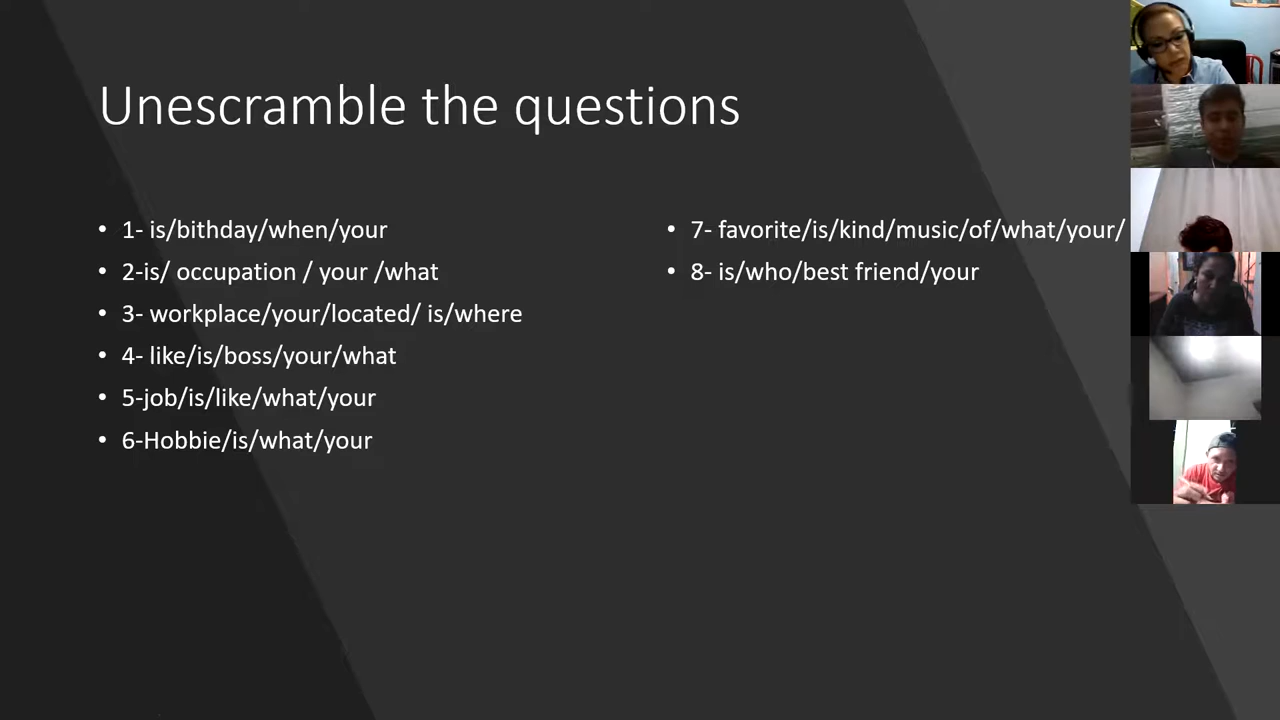 Unescramble the questions
• 1- is/bithday/when/your
• 2-is/ occupation / your /what
• 3- workplace/your/located/ is/where
• 4- like/is/boss/your/what
• 5-job/is/like/what/your
• 6-Hobbie/is/what/your
• 7- favorite/is/kind/music/of/what/your/
• 8- is/who/best friend/your